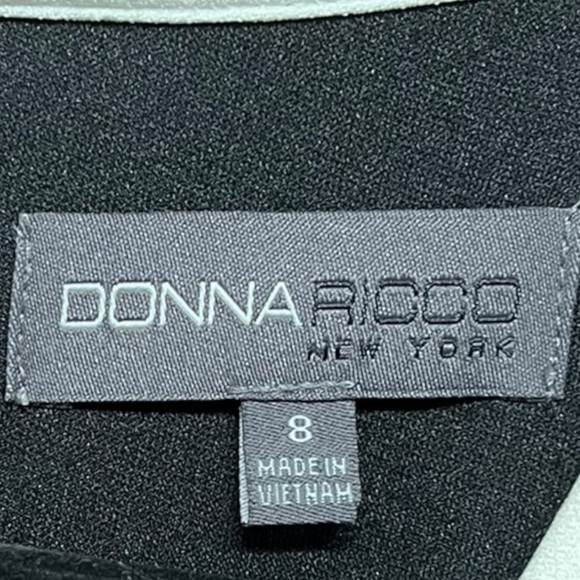 DONNA RICCO
NEW YORK
8
MADE IN
VIETNAM